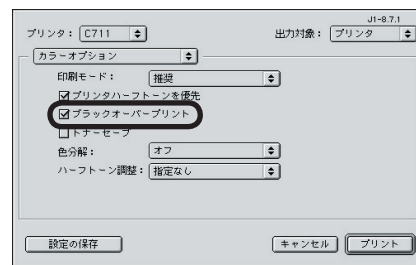 J1-8.7.1
プリンタ： C711 出力対象： プリンタ
カラーオプション
印刷モード： 推奨
プリンタハーフトーンを優先
ブラックオーバープリント
トナーセーブ
色分解： オフ
ハーフトーン調整： 指定なし
設定の保存 キャンセル プリント